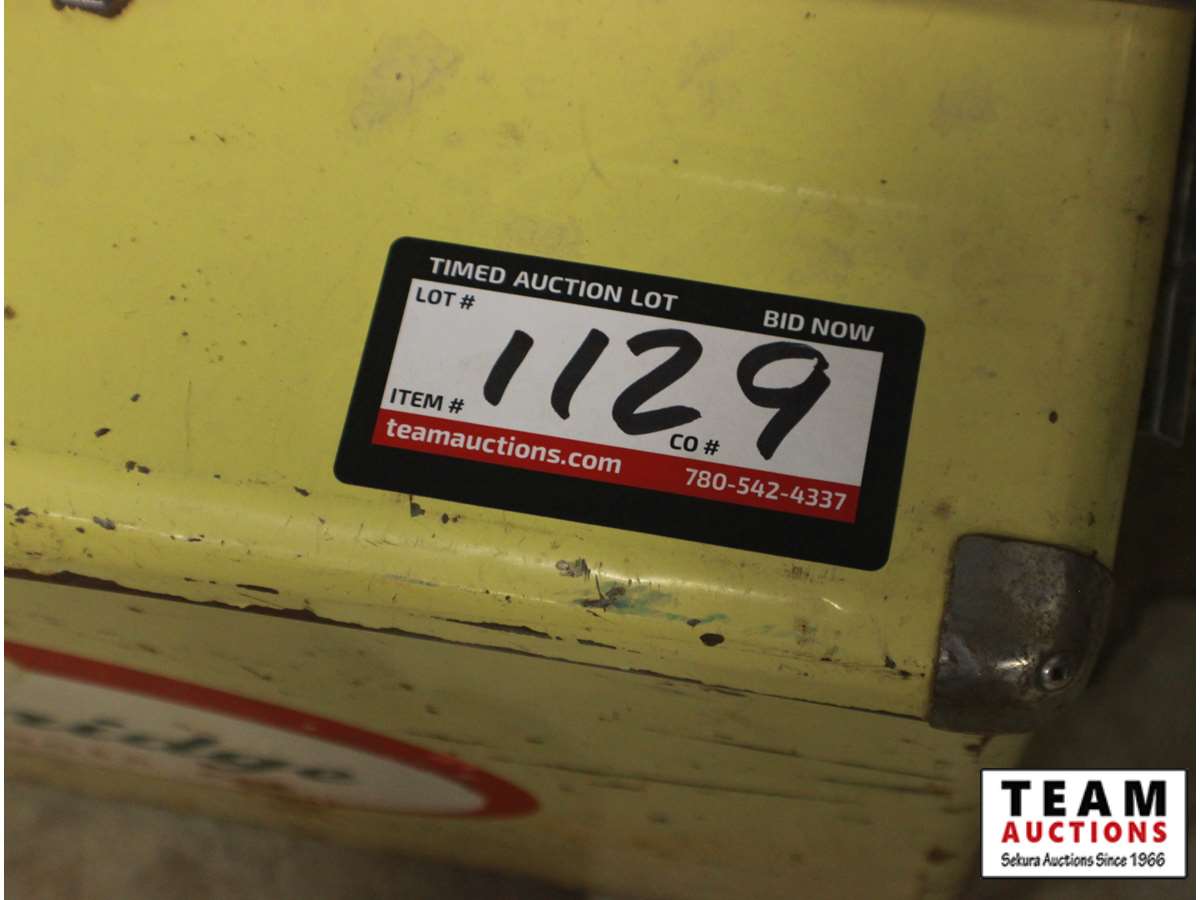 TIMED AUCTION LOT BID NOW
LOT #
1129
ITEM #
CO #
teamauctions.com 780-542-4337
TEAM
AUCTIONS
Sekura Auctions Since 1966